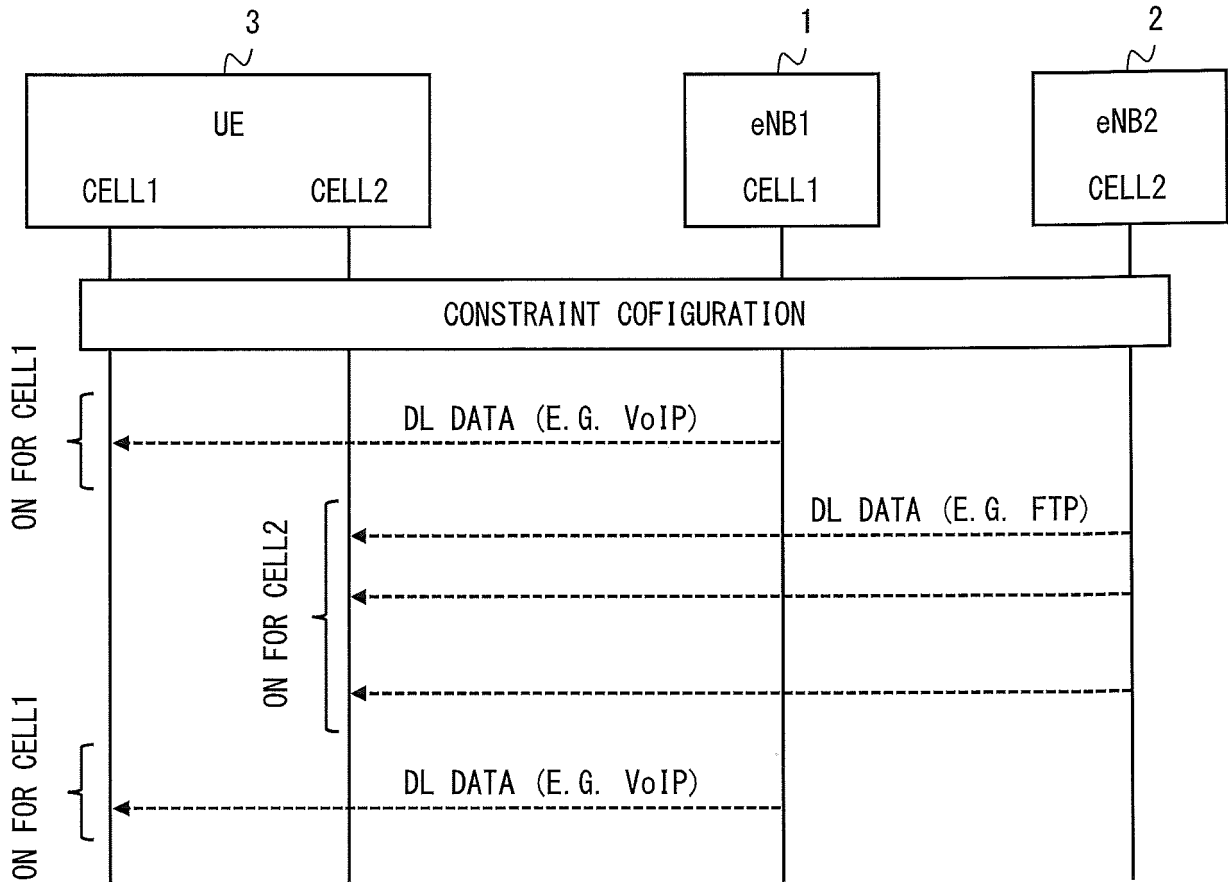 3
1
2
UE
eNB1
eNB2
CELL1
CELL2
CELL1
CELL2
CONSTRAINT COFIGURATION
ON FOR CELL1
DL DATA (E.G. VoIP)
DL DATA (E.G. FTP)
ON FOR CELL2
ON FOR CELL1
DL DATA (E.G. VoIP)